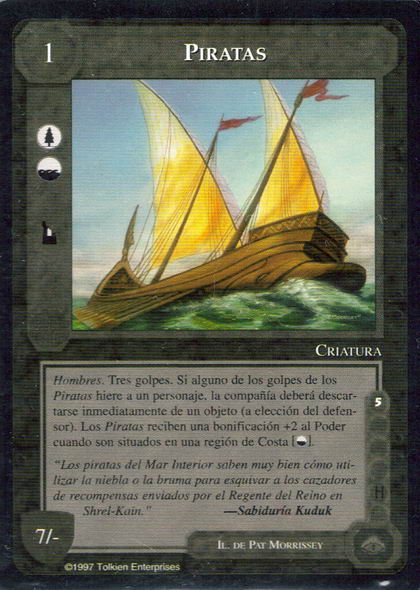 1
PIRATAS
CRIATURA
Hombres. Tres golpes. Si alguno de los golpes de los
Piratas hiere a un personaje, la compañía deberá descar-
tarse inmediatamente de un objeto (a elección del defen-
sor). Los Piratas reciben una bonificación +2 al Poder
cuando son situados en una región de Costa [].
5
"Los piratas del Mar Interior saben muy bien cómo uti-
lizar la niebla o la bruma para esquivar a los cazadores
de recompensas enviados por el Regente del Reino en
Shrel-Kain." —Sabiduría Kuduk
H
7/-
IL. DE PAT MORRISSEY
©1997 Tolkien Enterprises